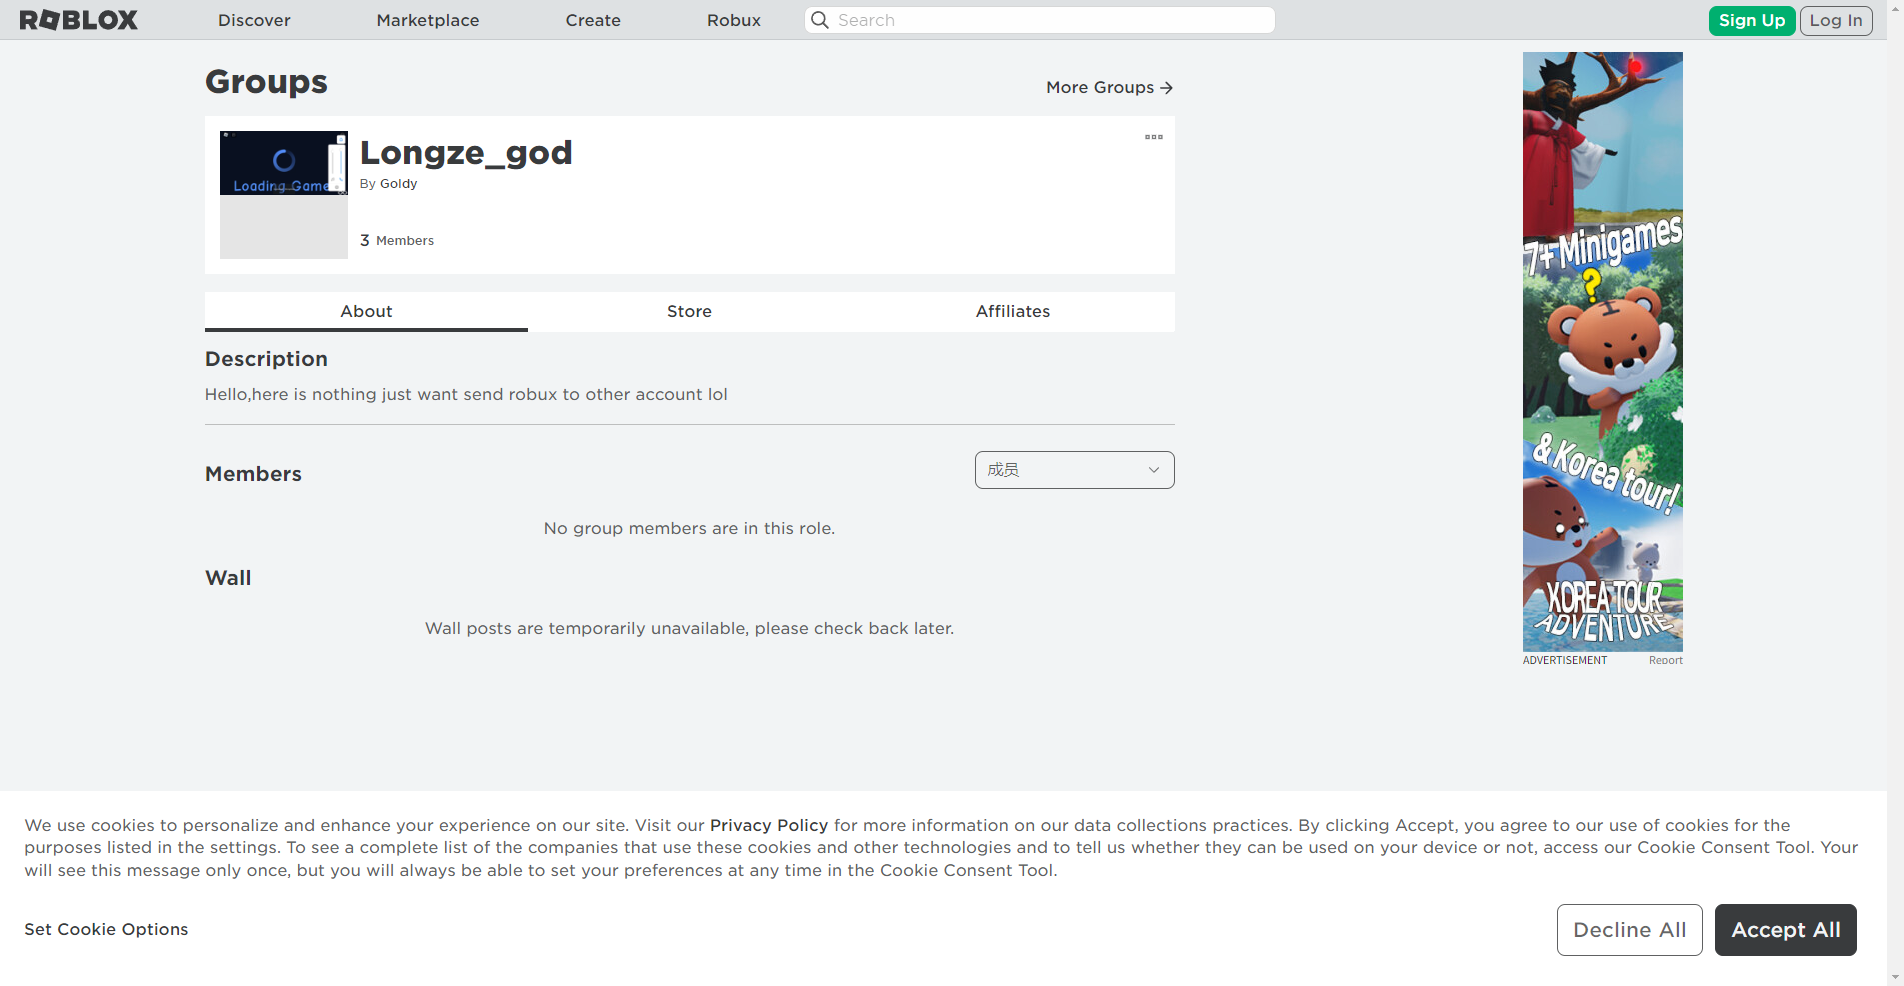 ROBLOX
Discover
Marketplace
Create
Robux
Search
Sign Up
Log In
Groups
More Groups
Loading Game
Longze_god
By Goldy
3 Members
About
Store
Affiliates
Description
Hello,here is nothing just want send robux to other account lol
Members
成员
No group members are in this role.
Wall
Wall posts are temporarily unavailable, please check back later.
7+ Minigames
?
& Korea tour!
KOREA TOUR
ADVENTURE
ADVERTISEMENT
Report
We use cookies to personalize and enhance your experience on our site. Visit our Privacy Policy for more information on our data collections practices. By clicking Accept, you agree to our use of cookies for the
purposes listed in the settings. To see a complete list of the companies that use these cookies and other technologies and to tell us whether they can be used on your device or not, access our Cookie Consent Tool. Your
will see this message only once, but you will always be able to set your preferences at any time in the Cookie Consent Tool.
Set Cookie Options
Decline All
Accept All